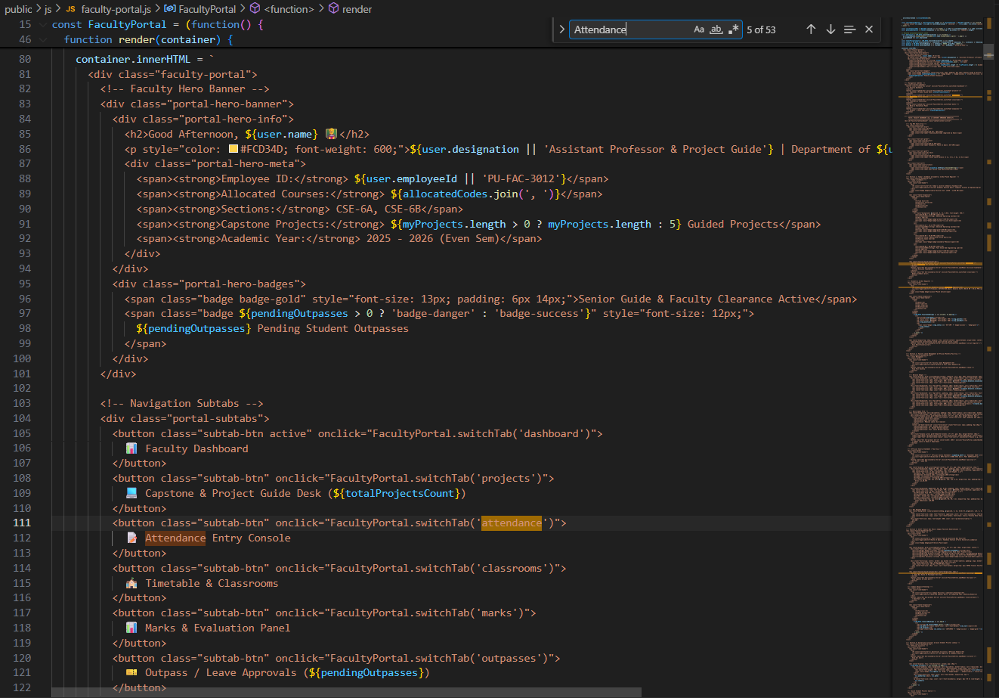 public > js > JS faculty-portal.js > FacultyPortal > <function> > render
15 const FacultyPortal = (function() {
46 function render(container) {
Attendance Aa ab .* 5 of 53
80 container.innerHTML = `
81 <div class="faculty-portal">
82 <!-- Faculty Hero Banner -->
83 <div class="portal-hero-banner">
84 <div class="portal-hero-info">
85 <h2>Good Afternoon, ${user.name} 👨‍🏫</h2>
86 <p style="color: #FCD34D; font-weight: 600;">${user.designation || 'Assistant Professor & Project Guide'} | Department of ${u
87 <div class="portal-hero-meta">
88 <span><strong>Employee ID:</strong> ${user.employeeId || 'PU-FAC-3012'}</span>
89 <span><strong>Allocated Courses:</strong> ${allocatedCodes.join(', ')}</span>
90 <span><strong>Sections:</strong> CSE-6A, CSE-6B</span>
91 <span><strong>Capstone Projects:</strong> ${myProjects.length > 0 ? myProjects.length : 5} Guided Projects</span>
92 <span><strong>Academic Year:</strong> 2025 - 2026 (Even Sem)</span>
93 </div>
94 </div>
95 <div class="portal-hero-badges">
96 <span class="badge badge-gold" style="font-size: 13px; padding: 6px 14px;">Senior Guide & Faculty Clearance Active</span>
97 <span class="badge ${pendingOutpasses > 0 ? 'badge-danger' : 'badge-success'}" style="font-size: 12px;">
98 ${pendingOutpasses} Pending Student Outpasses
99 </span>
100 </div>
101 </div>
102
103 <!-- Navigation Subtabs -->
104 <div class="portal-subtabs">
105 <button class="subtab-btn active" onclick="FacultyPortal.switchTab('dashboard')">
106 📊 Faculty Dashboard
107 </button>
108 <button class="subtab-btn" onclick="FacultyPortal.switchTab('projects')">
109 💻 Capstone & Project Guide Desk (${totalProjectsCount})
110 </button>
111 <button class="subtab-btn" onclick="FacultyPortal.switchTab('attendance')">
112 📝 Attendance Entry Console
113 </button>
114 <button class="subtab-btn" onclick="FacultyPortal.switchTab('classrooms')">
115 🏫 Timetable & Classrooms
116 </button>
117 <button class="subtab-btn" onclick="FacultyPortal.switchTab('marks')">
118 📊 Marks & Evaluation Panel
119 </button>
120 <button class="subtab-btn" onclick="FacultyPortal.switchTab('outpasses')">
121 🎫 Outpass / Leave Approvals (${pendingOutpasses})
122 </button>